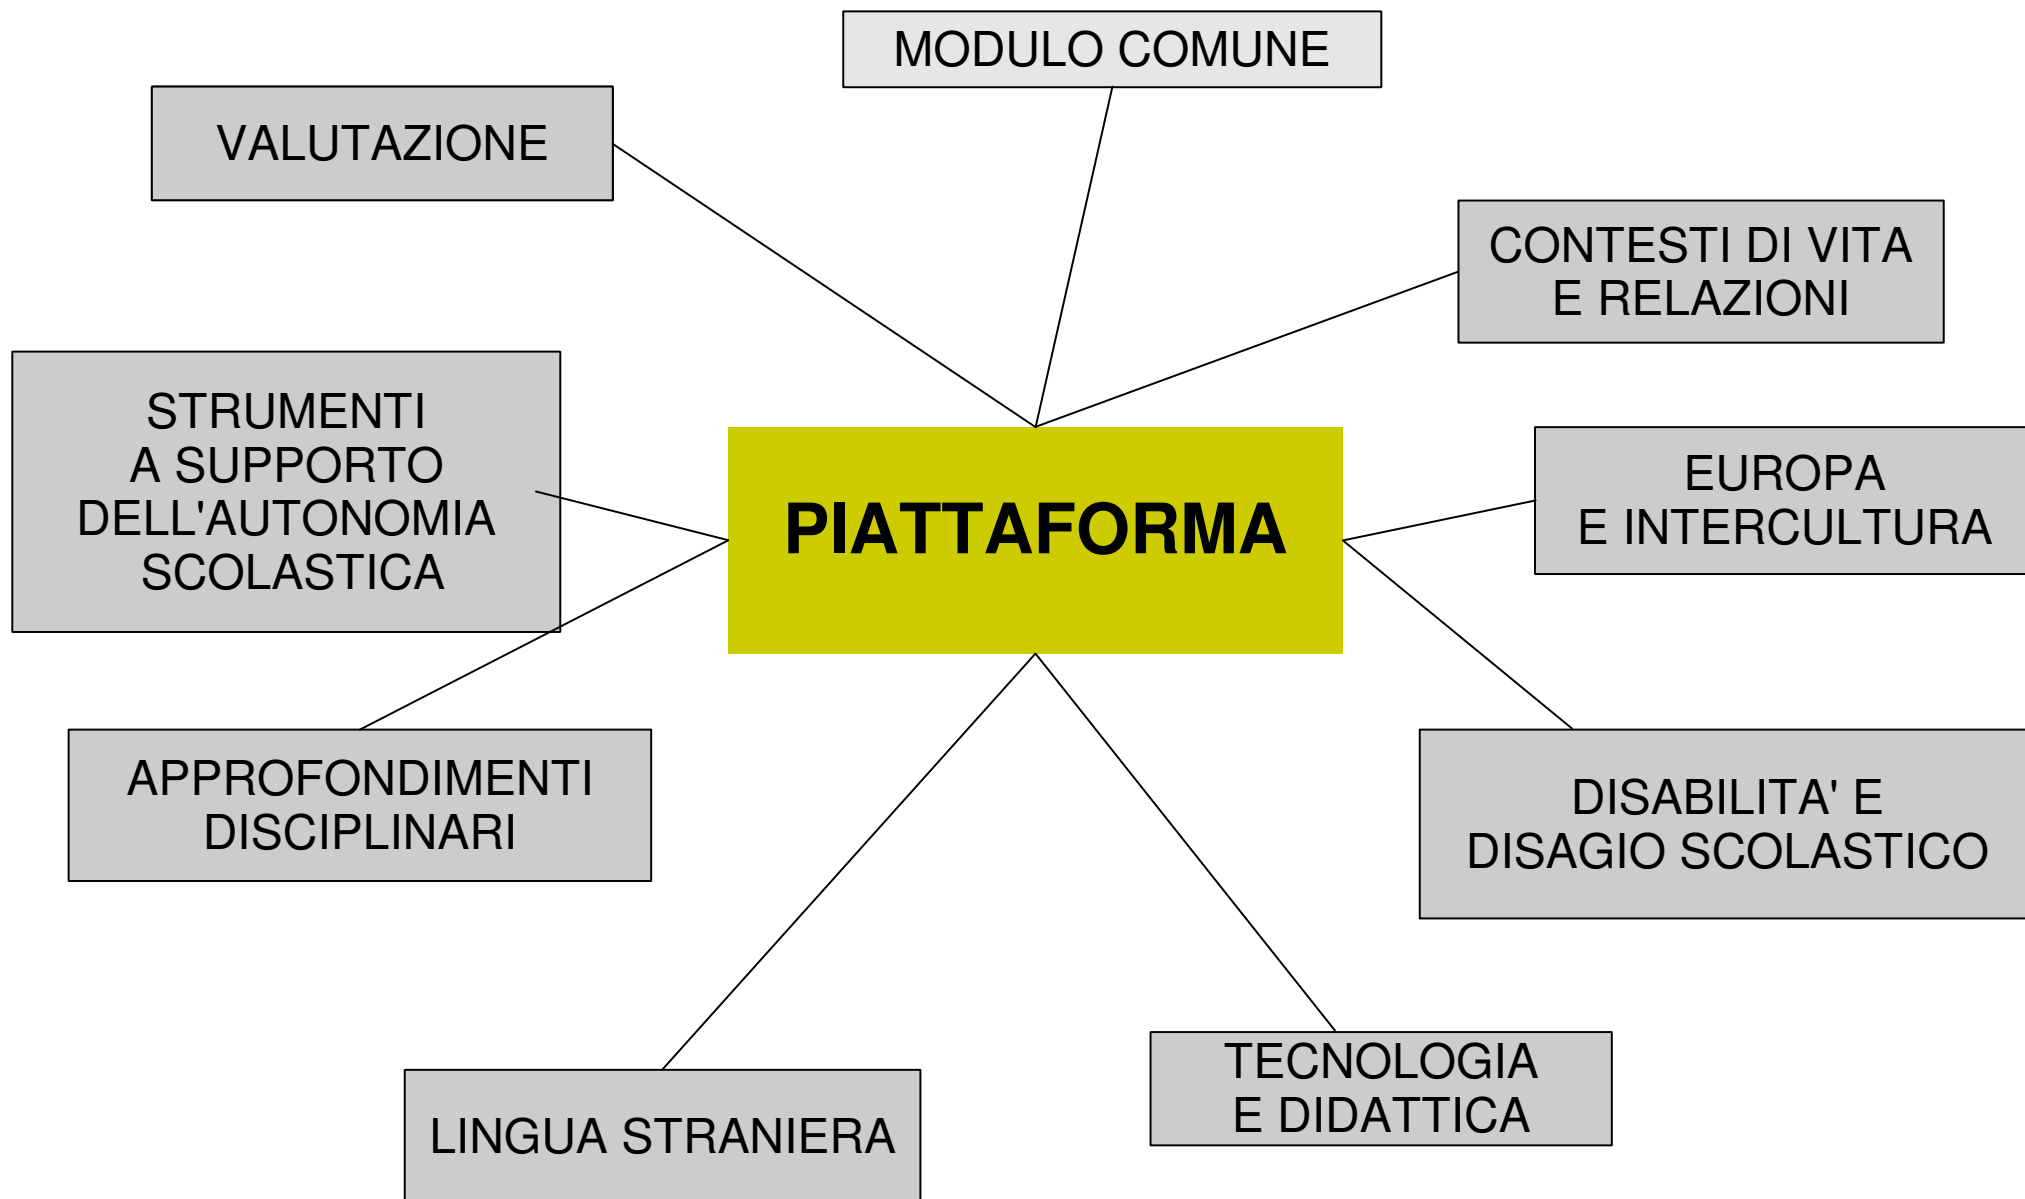 MODULO COMUNE
VALUTAZIONE
CONTESTI DI VITA
E RELAZIONI
STRUMENTI
A SUPPORTO
DELL'AUTONOMIA
SCOLASTICA
PIATTAFORMA
EUROPA
E INTERCULTURA
APPROFONDIMENTI
DISCIPLINARI
DISABILITA' E
DISAGIO SCOLASTICO
LINGUA STRANIERA
TECNOLOGIA
E DIDATTICA